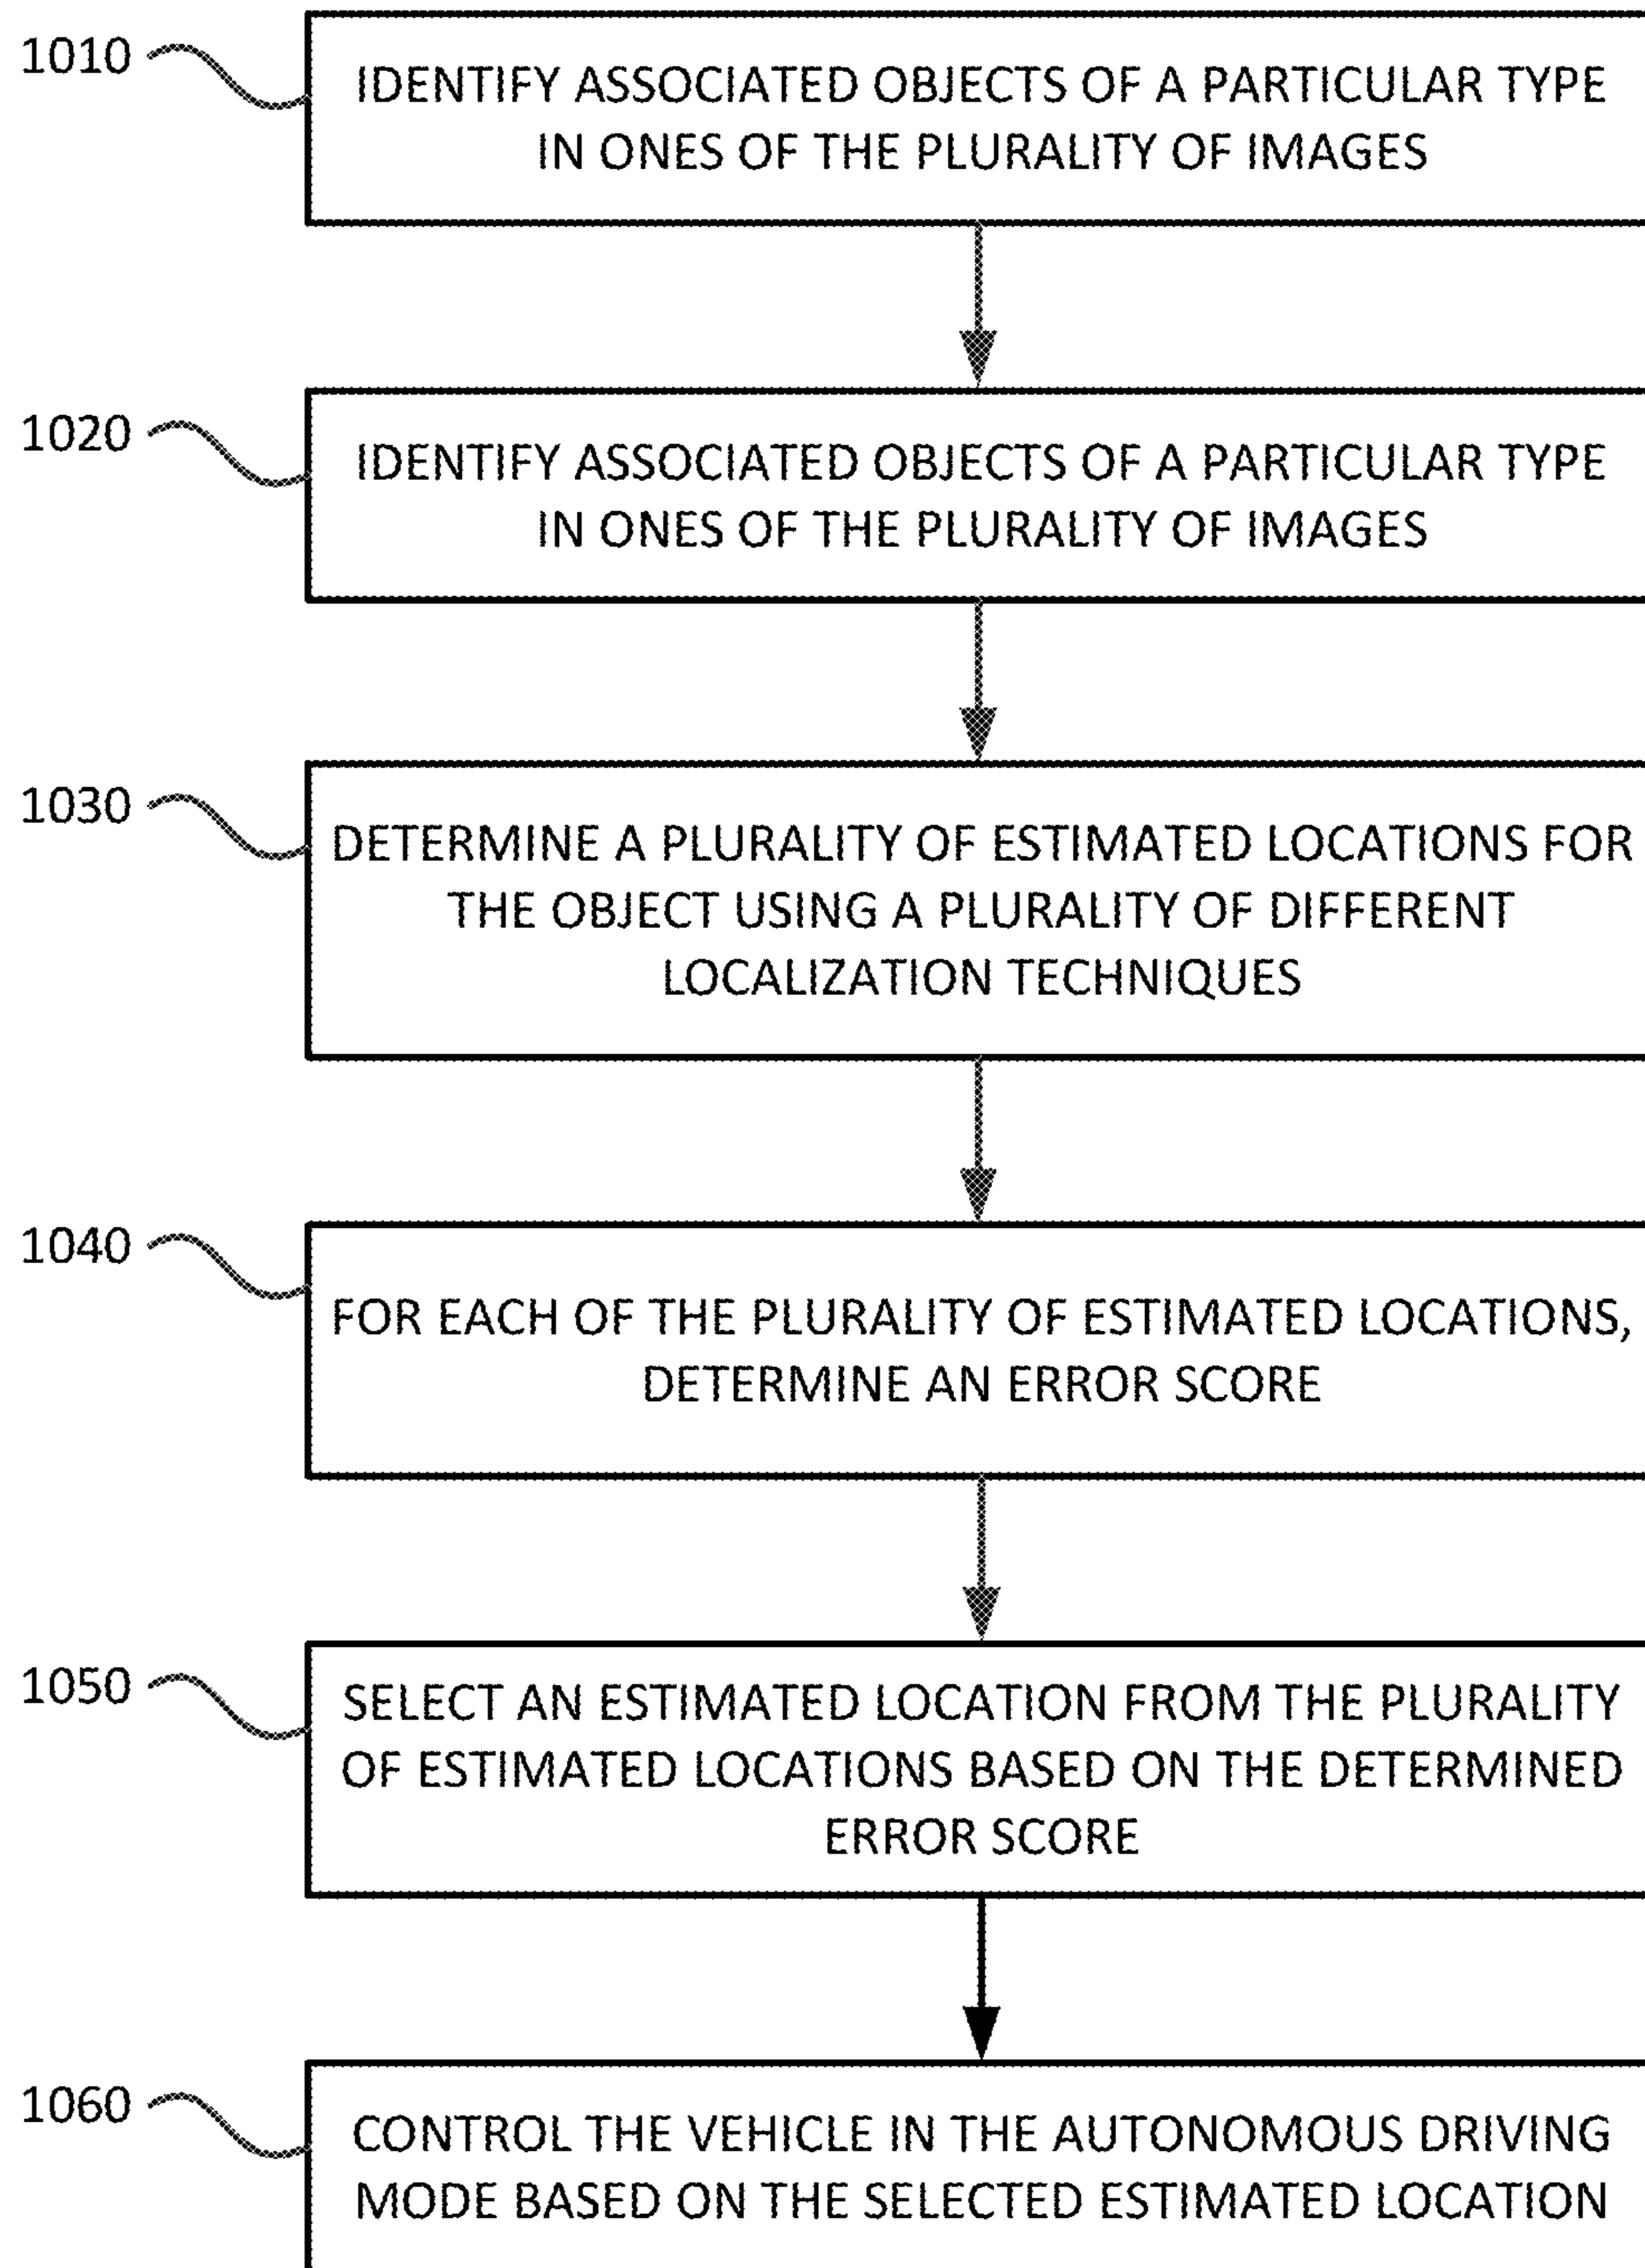 1010
IDENTIFY ASSOCIATED OBJECTS OF A PARTICULAR TYPE
IN ONES OF THE PLURALITY OF IMAGES
1020
IDENTIFY ASSOCIATED OBJECTS OF A PARTICULAR TYPE
IN ONES OF THE PLURALITY OF IMAGES
1030
DETERMINE A PLURALITY OF ESTIMATED LOCATIONS FOR
THE OBJECT USING A PLURALITY OF DIFFERENT
LOCALIZATION TECHNIQUES
1040
FOR EACH OF THE PLURALITY OF ESTIMATED LOCATIONS,
DETERMINE AN ERROR SCORE
1050
SELECT AN ESTIMATED LOCATION FROM THE PLURALITY
OF ESTIMATED LOCATIONS BASED ON THE DETERMINED
ERROR SCORE
1060
CONTROL THE VEHICLE IN THE AUTONOMOUS DRIVING
MODE BASED ON THE SELECTED ESTIMATED LOCATION